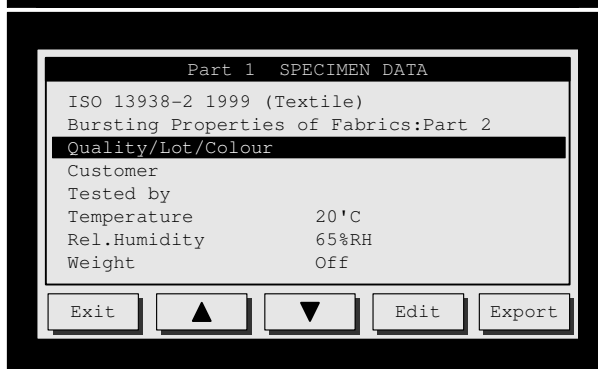 Part 1 SPECIMEN DATA
ISO 13938-2 1999 (Textile)
Bursting Properties of Fabrics:Part 2
Quality/Lot/Colour
Customer
Tested by
Temperature 20'C
Rel.Humidity 65%RH
Weight Off
Exit ▲ ▼ Edit Export